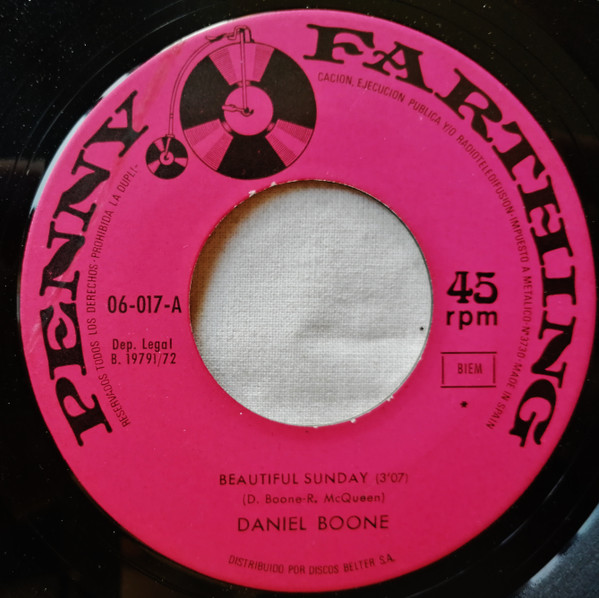 PENNY FARTHING
RESERVADOS TODOS LOS DERECHOS-PROHIBIDA LA DUPLI-
CACION, EJECUCION PUBLICA Y/O RADIOTELEDIFUSION-IMPUESTO A METALICO-Nº3730-MADE IN SPAIN
06-017-A
Dep. Legal
B. 19791/72
45
rpm
BIEM
*
BEAUTIFUL SUNDAY (3'07)
(D. Boone-R. McQueen)
DANIEL BOONE
DISTRIBUIDO POR DISCOS BELTER S.A.